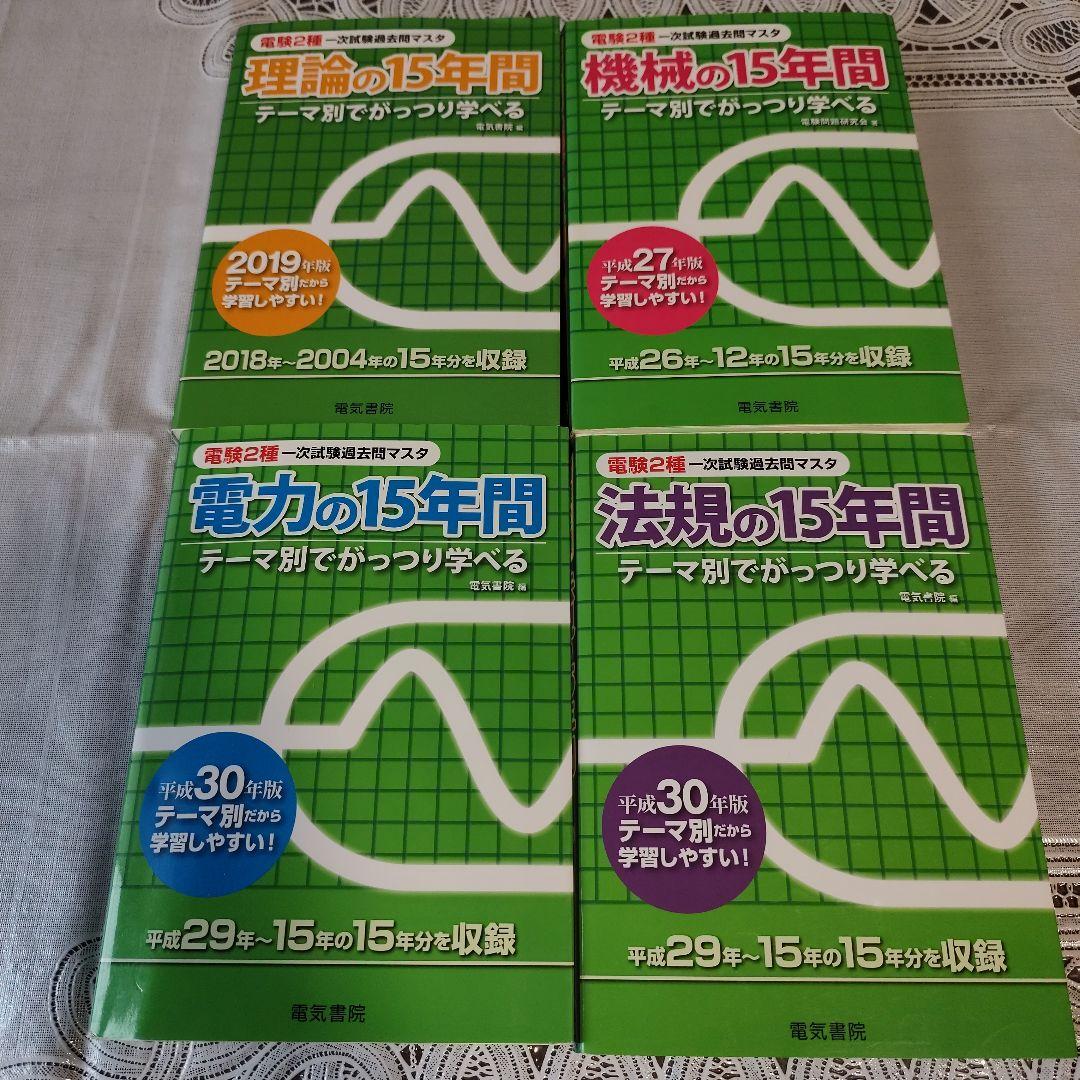 電験2種 一次試験過去問マスタ
理論の15年間
テーマ別でがっつり学べる
電気書院 編
2019年版
テーマ別だから
学習しやすい!
2018年～2004年の15年分を収録
電気書院
電験2種 一次試験過去問マスタ
機械の15年間
テーマ別でがっつり学べる
電験問題研究会 著
平成27年版
テーマ別だから
学習しやすい!
平成26年～12年の15年分を収録
電気書院
電験2種 一次試験過去問マスタ
電力の15年間
テーマ別でがっつり学べる
電気書院 編
平成30年版
テーマ別だから
学習しやすい!
平成29年～15年の15年分を収録
電気書院
電験2種 一次試験過去問マスタ
法規の15年間
テーマ別でがっつり学べる
電気書院 編
平成30年版
テーマ別だから
学習しやすい!
平成29年～15年の15年分を収録
電気書院